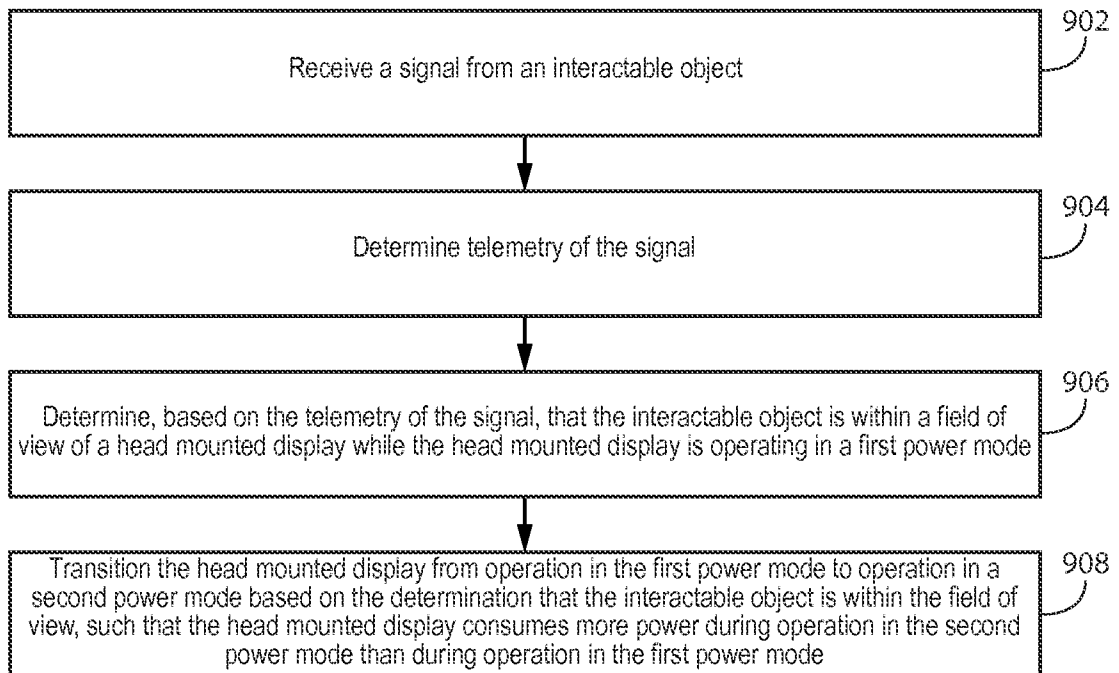 902
Receive a signal from an interactable object
904
Determine telemetry of the signal
906
Determine, based on the telemetry of the signal, that the interactable object is within a field of
view of a head mounted display while the head mounted display is operating in a first power mode
908
Transition the head mounted display from operation in the first power mode to operation in a
second power mode based on the determination that the interactable object is within the field of
view, such that the head mounted display consumes more power during operation in the second
power mode than during operation in the first power mode